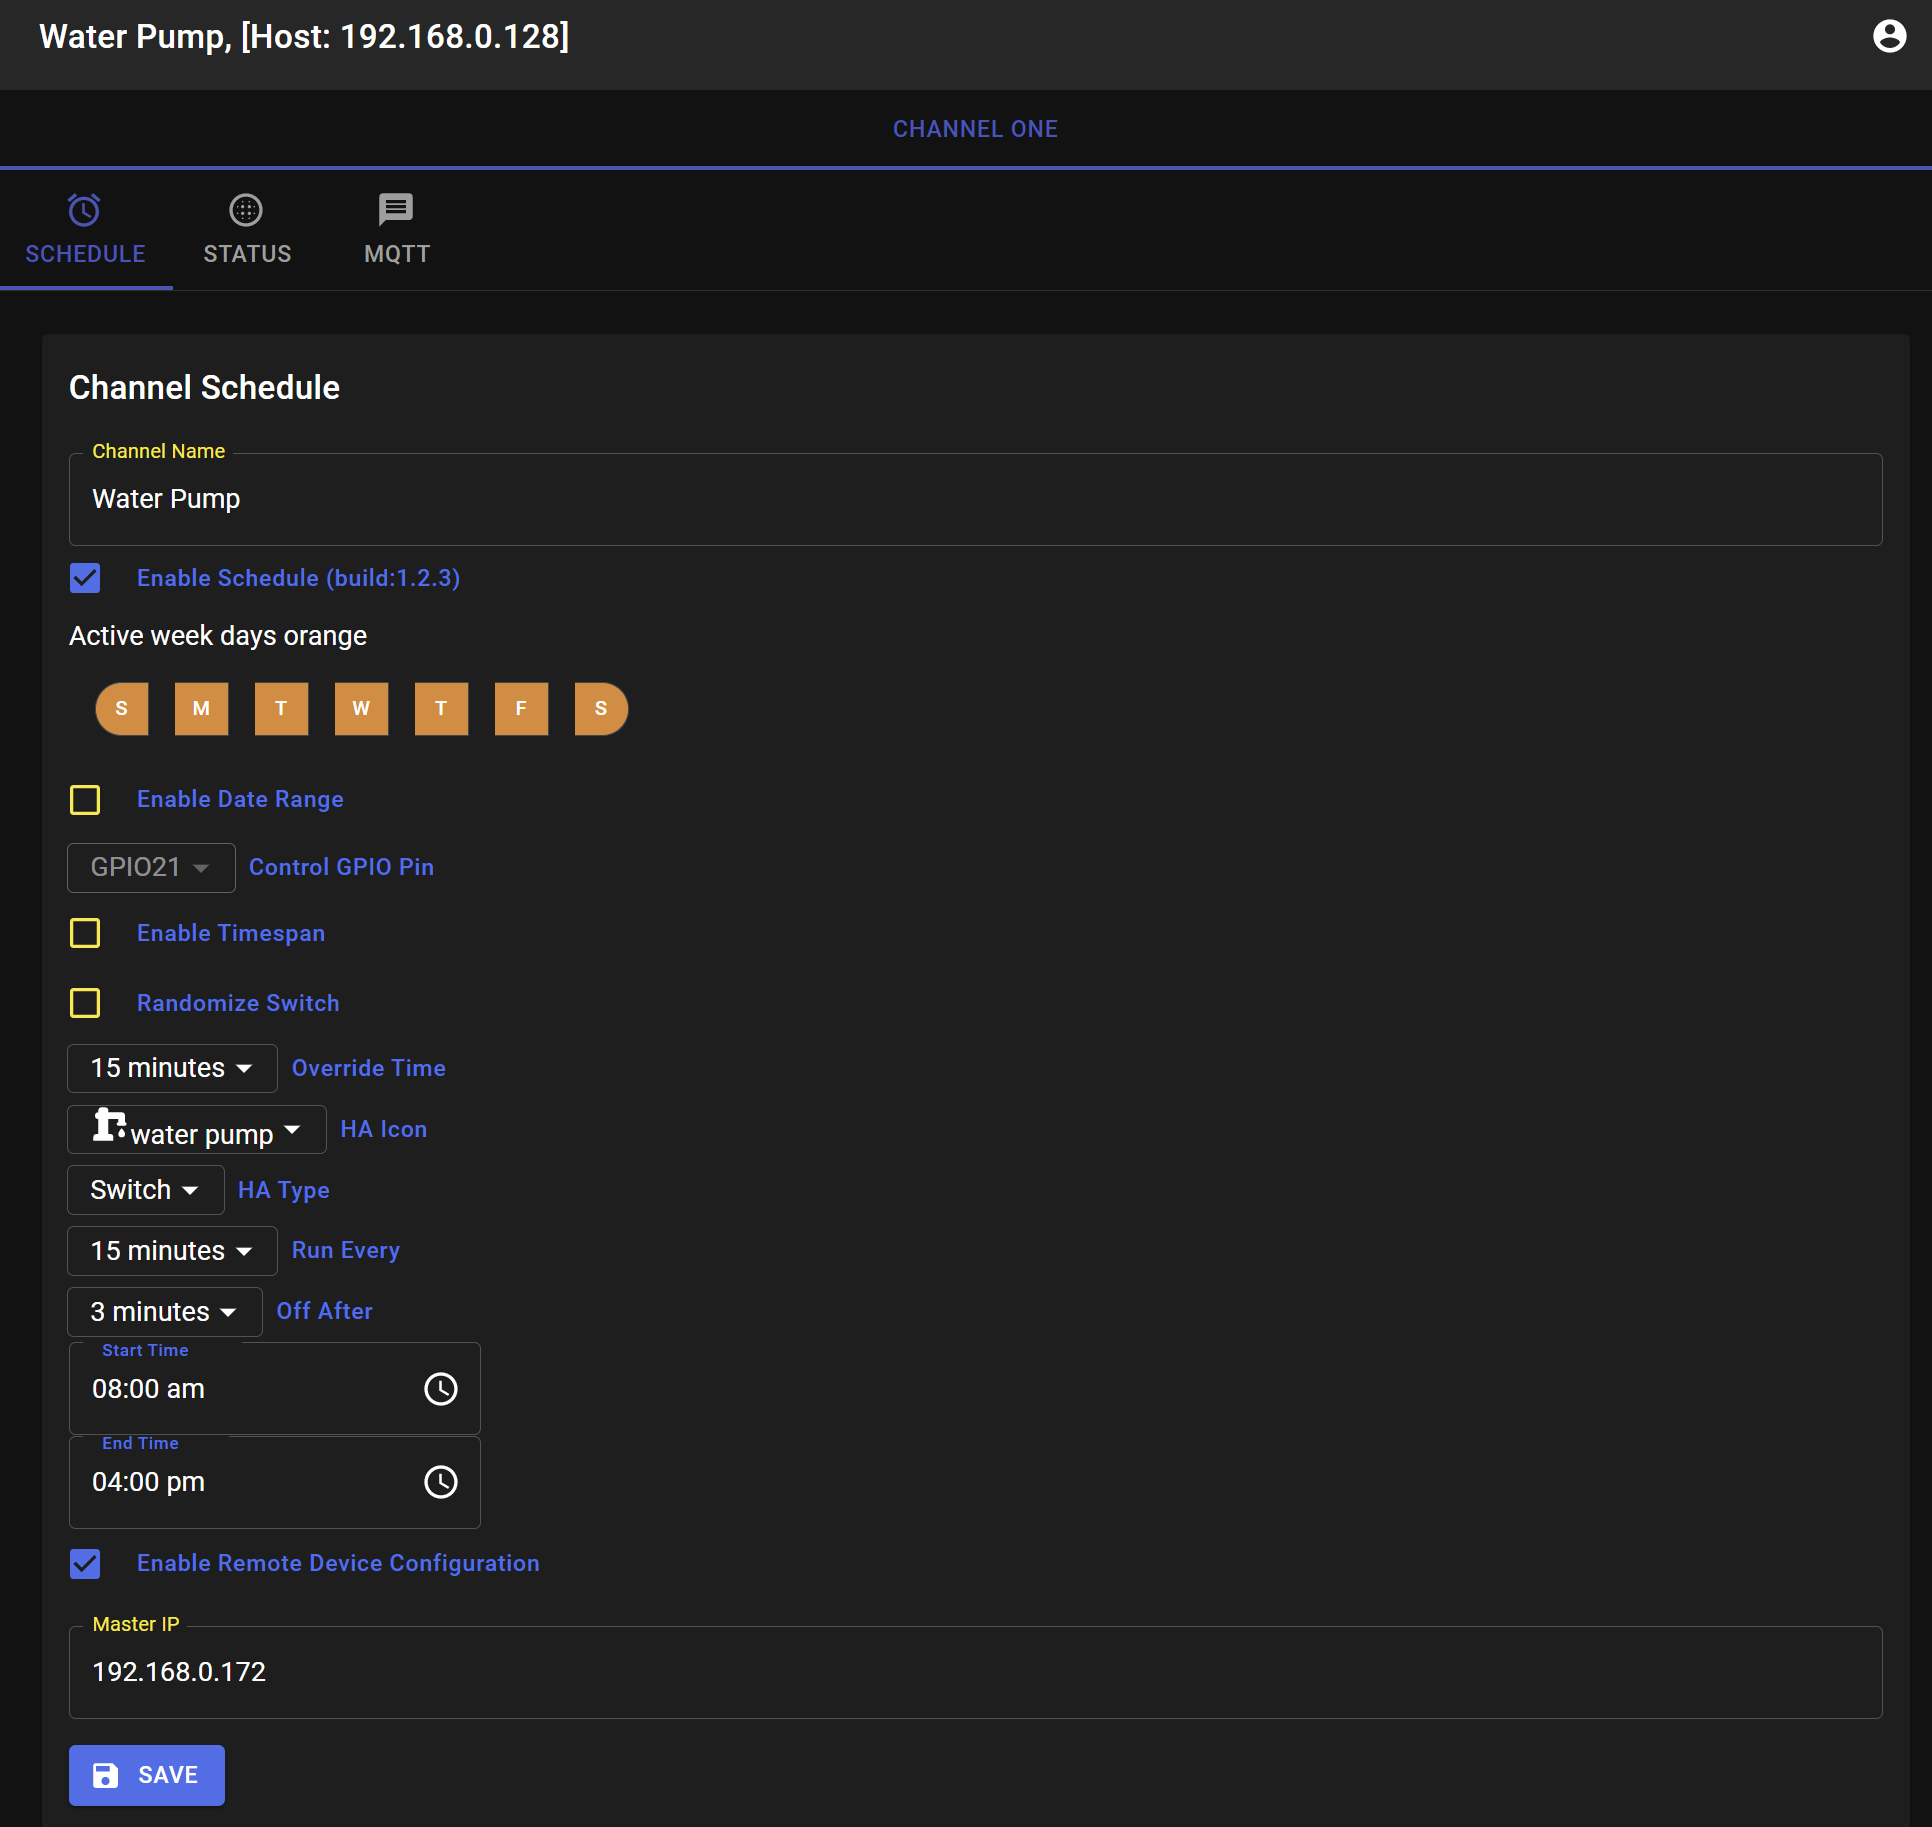 Water Pump, [Host: 192.168.0.128]
CHANNEL ONE
SCHEDULE STATUS MQTT
Channel Schedule
Channel Name
Water Pump
Enable Schedule (build:1.2.3)
Active week days orange
S M T W T F S
Enable Date Range
GPIO21 Control GPIO Pin
Enable Timespan
Randomize Switch
15 minutes Override Time
water pump HA Icon
Switch HA Type
15 minutes Run Every
3 minutes Off After
Start Time
08:00 am
End Time
04:00 pm
Enable Remote Device Configuration
Master IP
192.168.0.172
SAVE